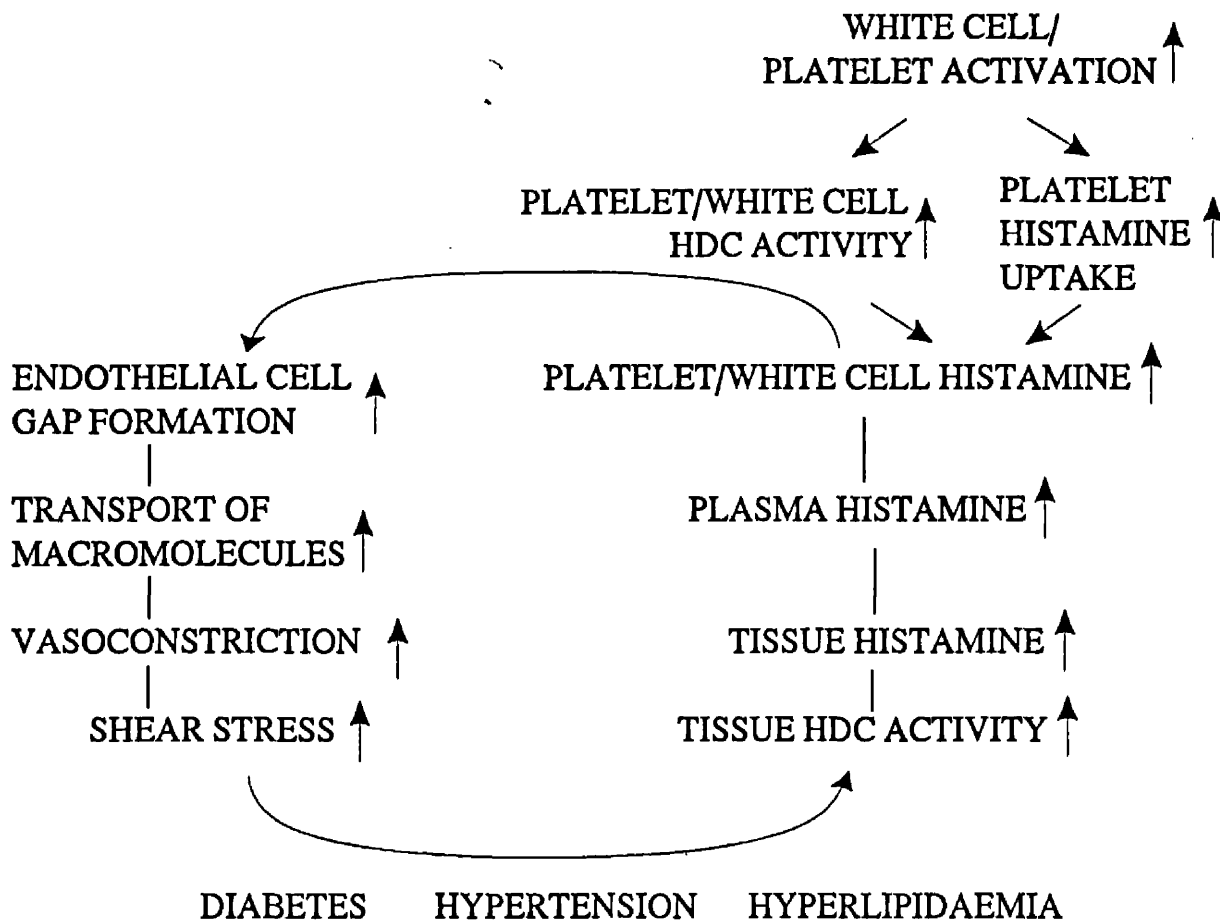 WHITE CELL/
PLATELET ACTIVATION
PLATELET/WHITE CELL
HDC ACTIVITY
PLATELET
HISTAMINE
UPTAKE
ENDOTHELIAL CELL
GAP FORMATION
PLATELET/WHITE CELL HISTAMINE
TRANSPORT OF
MACROMOLECULES
PLASMA HISTAMINE
VASOCONSTRICTION
TISSUE HISTAMINE
SHEAR STRESS
TISSUE HDC ACTIVITY
DIABETES HYPERTENSION HYPERLIPIDAEMIA